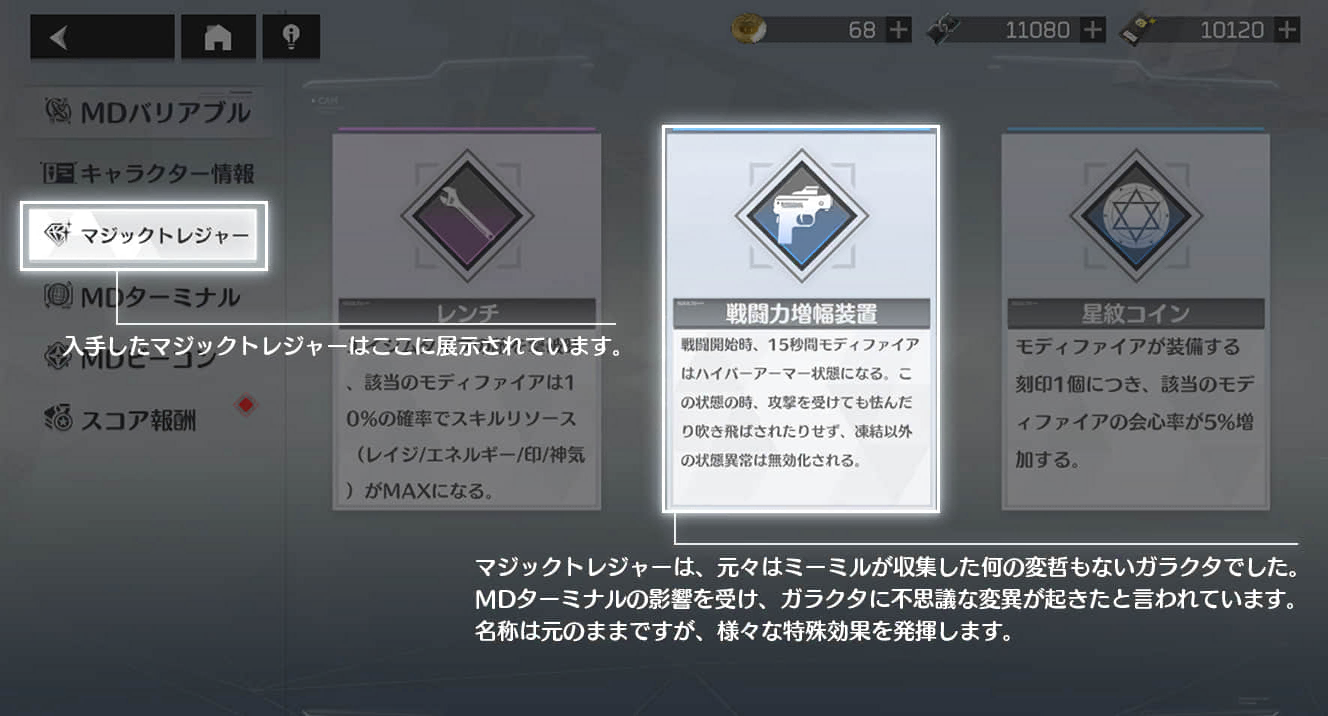 68
11080
10120
MDバリアブル
キャラクター情報
マジックトレジャー
MDターミナル
MDビーコン
スコア報酬
入手したマジックトレジャーはここに展示されています。
CAM
レンチ
、該当のモディファイアは1
0%の確率でスキルリソース
（レイジ/エネルギー/印/神気
）がMAXになる。
戦闘力増幅装置
戦闘開始時、15秒間モディファイア
はハイパーアーマー状態になる。こ
の状態の時、攻撃を受けても怯んだ
り吹き飛ばされたりせず、凍結以外
の状態異常は無効化される。
星紋コイン
モディファイアが装備する
刻印1個につき、該当のモデ
ィファイアの会心率が5%増
加する。
マジックトレジャーは、元々はミーミルが収集した何の変哲もないガラクタでした。
MDターミナルの影響を受け、ガラクタに不思議な変異が起きたと言われています。
名称は元のままですが、様々な特殊効果を発揮します。